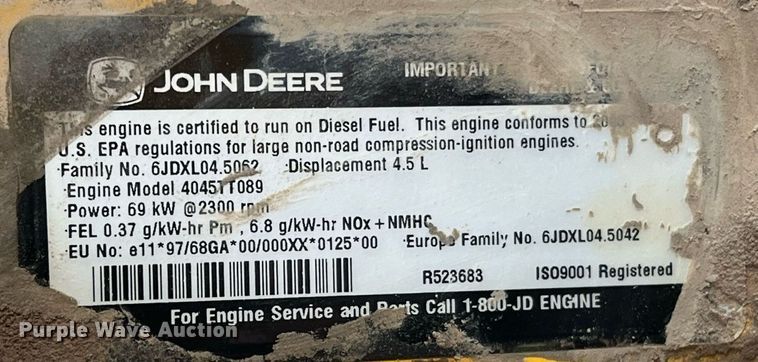 JOHN DEERE IMPORTANT
This engine is certified to run on Diesel Fuel. This engine conforms to
U.S. EPA regulations for large non-road compression-ignition engines.
Family No. 6JDXL04.5062 Displacement 4.5 L
Engine Model 4045TT089
Power: 69 kW @2300 rpm
FEL 0.37 g/kW-hr Pm , 6.8 g/kW-hr NOx + NMHC
EU No: e11*97/68GA*00/000XX*0125*00 Europe Family No. 6JDXL04.5042
R523683 ISO9001 Registered
For Engine Service and Parts Call 1-800-JD ENGINE
Purple Wave Auction